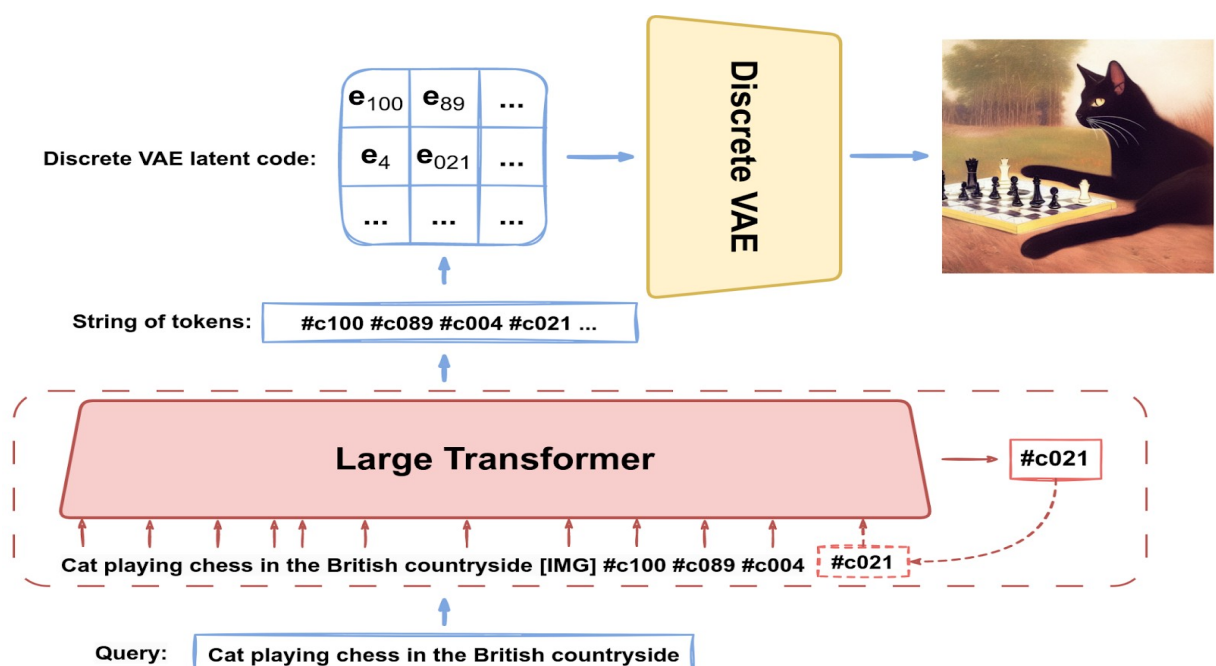 e100 e89 ...
Discrete VAE latent code: e4 e021 ...
... ... ...
Discrete VAE
String of tokens: #c100 #c089 #c004 #c021 ...
Large Transformer
#c021
Cat playing chess in the British countryside [IMG] #c100 #c089 #c004 #c021
Query: Cat playing chess in the British countryside